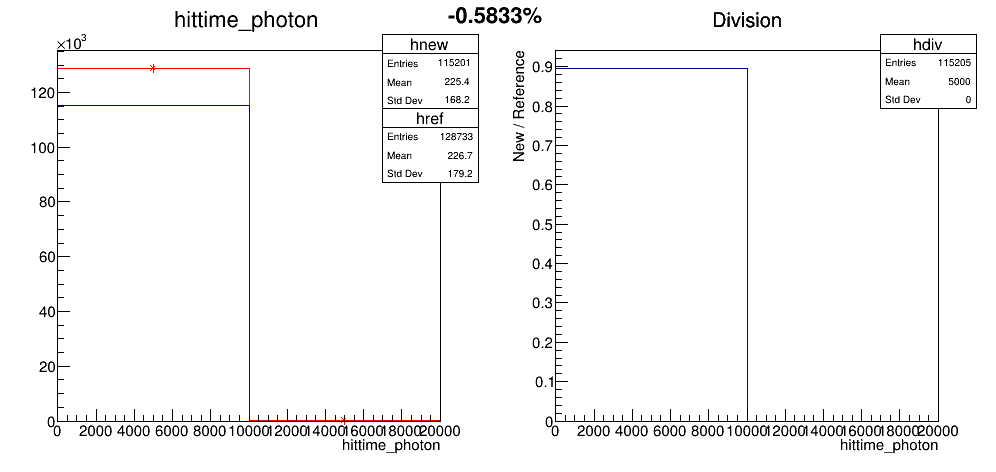 hittime_photon
-0.5833%
Division
×10³
hnew
Entries 115201
Mean 225.4
Std Dev 168.2
href
Entries 128733
Mean 226.7
Std Dev 179.2
120
100
80
60
40
20
0
0 2000 4000 6000 8000 10000 12000 14000 16000 18000 20000
hittime_photon
hdiv
Entries 115205
Mean 5000
Std Dev 0
New / Reference
0.9
0.8
0.7
0.6
0.5
0.4
0.3
0.2
0.1
0
0 2000 4000 6000 8000 10000 12000 14000 16000 18000 20000
hittime_photon